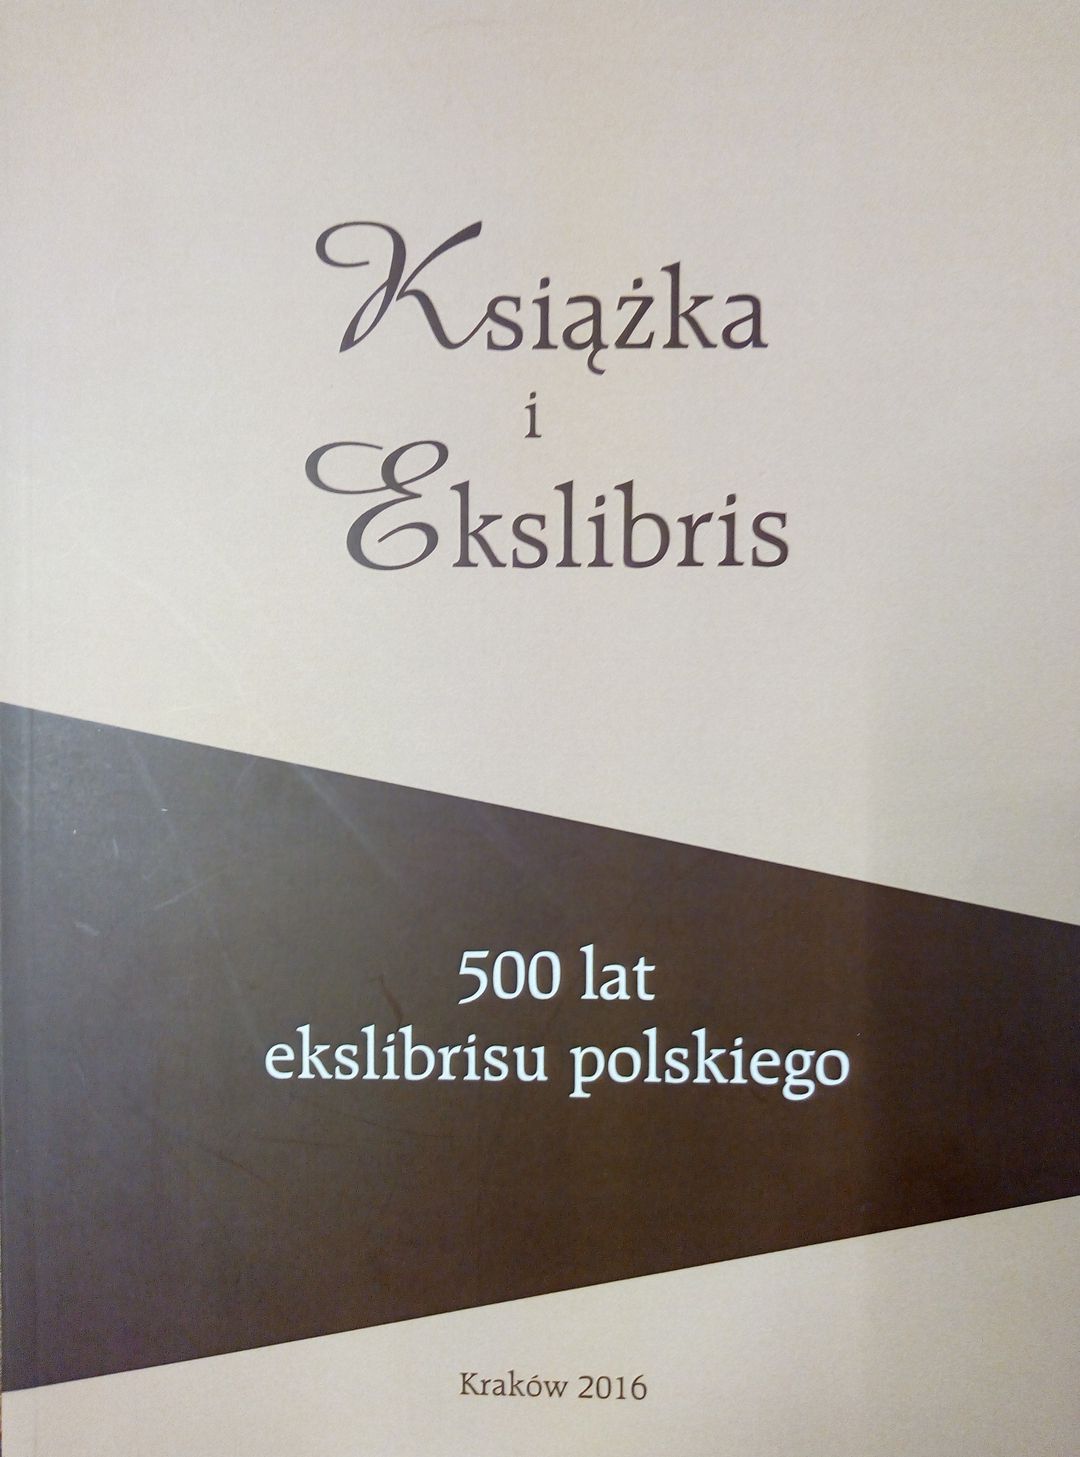 Książka
i
Ekslibris
500 lat
ekslibrisu polskiego
Kraków 2016